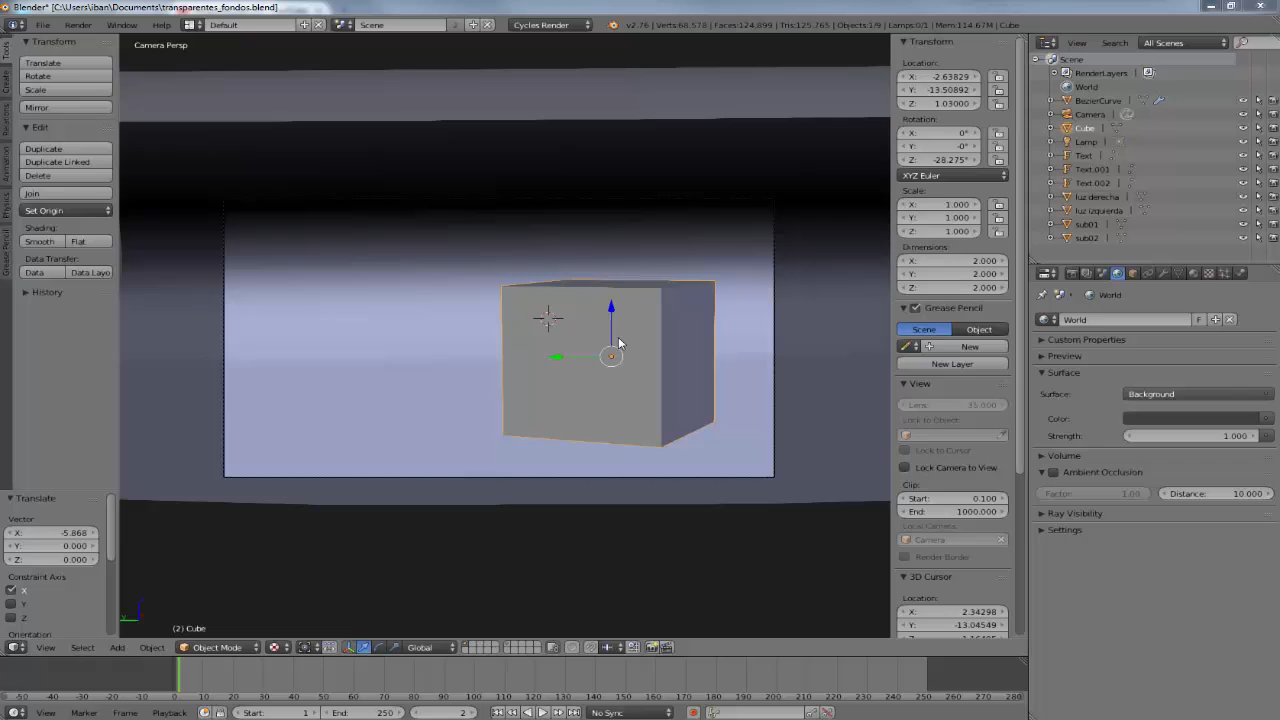 Blender* [C:\Users\iban\Documents\transparentes_fondos.blend]
File Render Window Help Default Scene 2 Cycles Render v2.76 | Verts:68.578 | Faces:124.899 | Tris:125.765 | Objects:1/9 | Lamps:0/1 | Mem:114.67M | Cube
Tools
Create
Relations
Animation
Physics
Grease Pencil
Transform
Translate
Rotate
Scale
Mirror
Edit
Duplicate
Duplicate Linked
Delete
Join
Set Origin
Shading:
Smooth Flat
Data Transfer:
Data Data Layo
History
Translate
Vector
X: -5.868
Y: 0.000
Z: 0.000
Constraint Axis
X
Y
Z
Orientation
Camera Persp
(2) Cube
Transform
Location:
X: -2.63829
Y: -13.50892
Z: 1.03000
Rotation:
X: 0°
Y: -0°
Z: -28.275°
XYZ Euler
Scale:
X: 1.000
Y: 1.000
Z: 1.000
Dimensions:
X: 2.000
Y: 2.000
Z: 2.000
Grease Pencil
Scene Object
New
New Layer
View
Lens: 35.000
Lock to Object:
Lock to Cursor
Lock Camera to View
Clip:
Start: 0.100
End: 1000.000
Local Camera:
Camera
Render Border
3D Cursor
Location:
X: 2.34298
Y: -13.04549
View Search All Scenes
Scene
RenderLayers
World
BezierCurve
Camera
Cube
Lamp
Text
Text.001
Text.002
luz derecha
luz izquierda
sub01
sub02
World
World F
Custom Properties
Preview
Surface
Surface: Background
Color:
Strength: 1.000
Volume
Ambient Occlusion
Factor: 1.00 Distance: 10.000
Ray Visibility
Settings
View Select Add Object Object Mode Global
-50 -40 -30 -20 -10 0 10 20 30 40 50 60 70 80 90 100 110 120 130 140 150 160 170 180 190 200 210 220 230 240 250 260 270 280
View Marker Frame Playback Start: 1 End: 250 2 No Sync